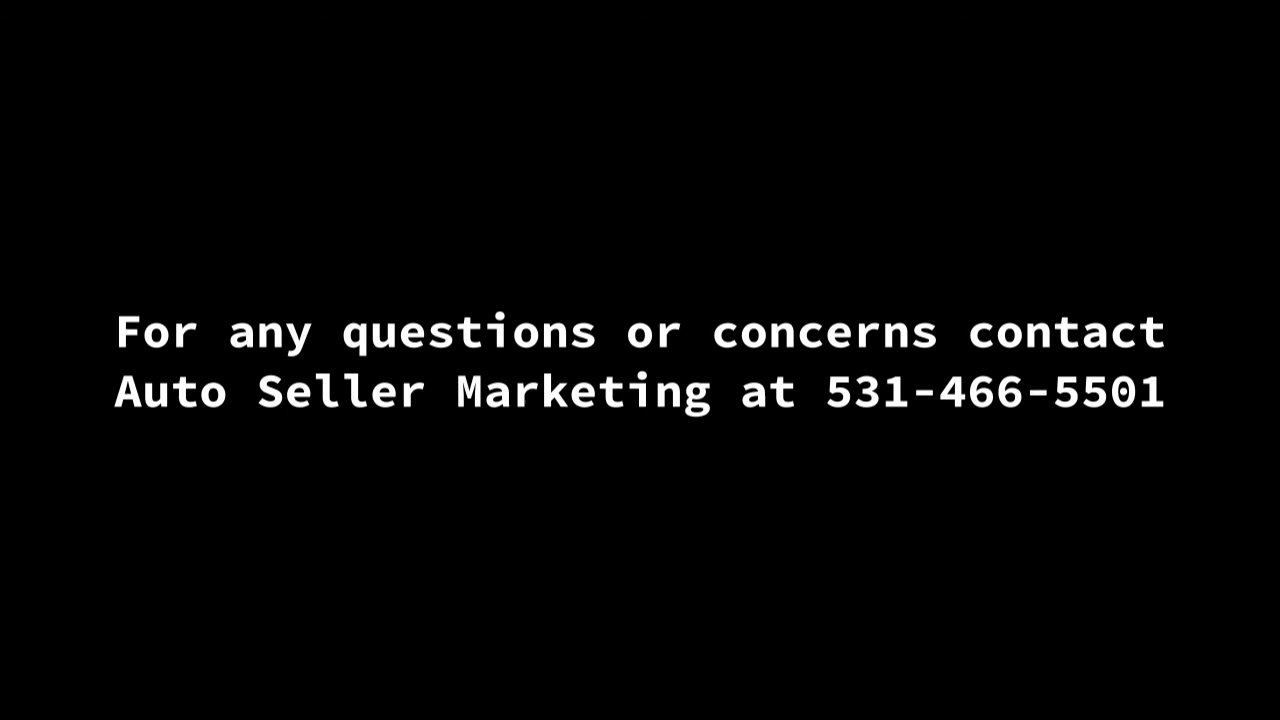 For any questions or concerns contact
Auto Seller Marketing at 531-466-5501